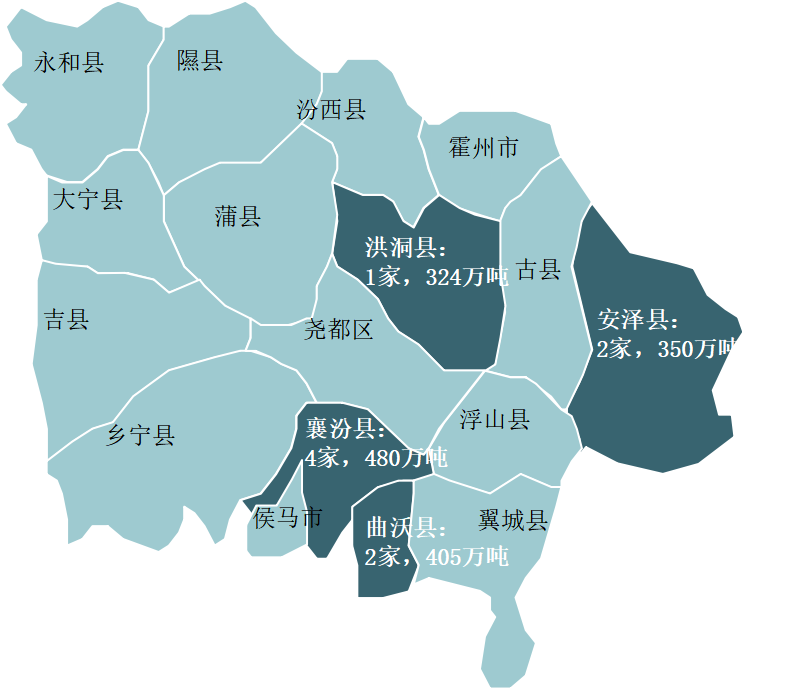 永和县
隰县
汾西县
霍州市
大宁县
蒲县
洪洞县：
1家，324万吨
古县
吉县
尧都区
安泽县：
2家，350万吨
乡宁县
襄汾县：
4家，480万吨
浮山县
侯马市
曲沃县：
2家，405万吨
翼城县